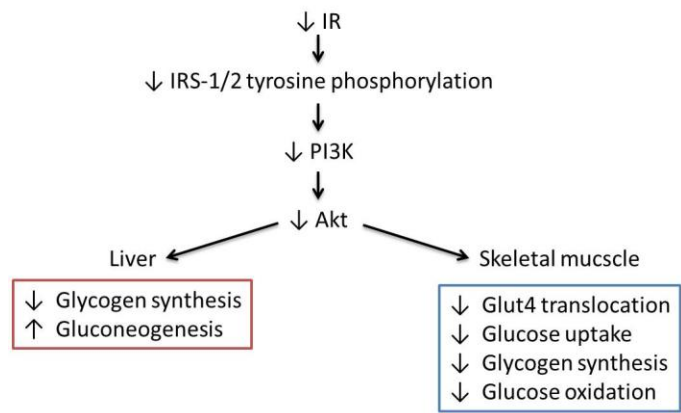 ↓ IR
↓ IRS-1/2 tyrosine phosphorylation
↓ PI3K
↓ Akt
Liver
↓ Glycogen synthesis
↑ Gluconeogenesis
Skeletal mucscle
↓ Glut4 translocation
↓ Glucose uptake
↓ Glycogen synthesis
↓ Glucose oxidation